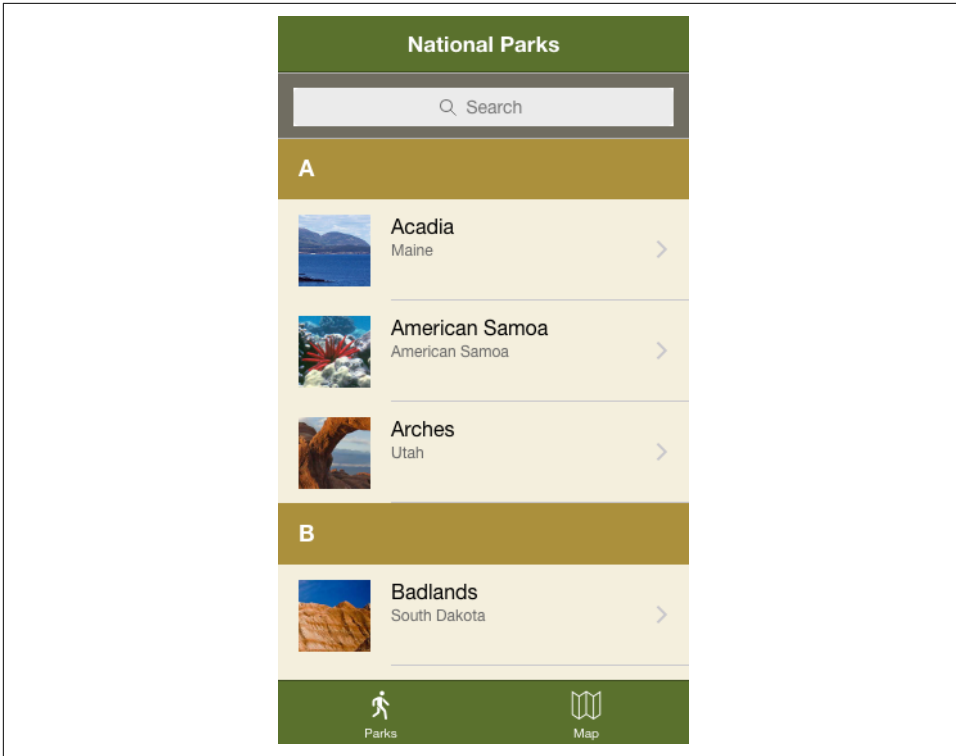 National Parks
Search
A
Acadia
Maine
American Samoa
American Samoa
Arches
Utah
B
Badlands
South Dakota
Parks
Map